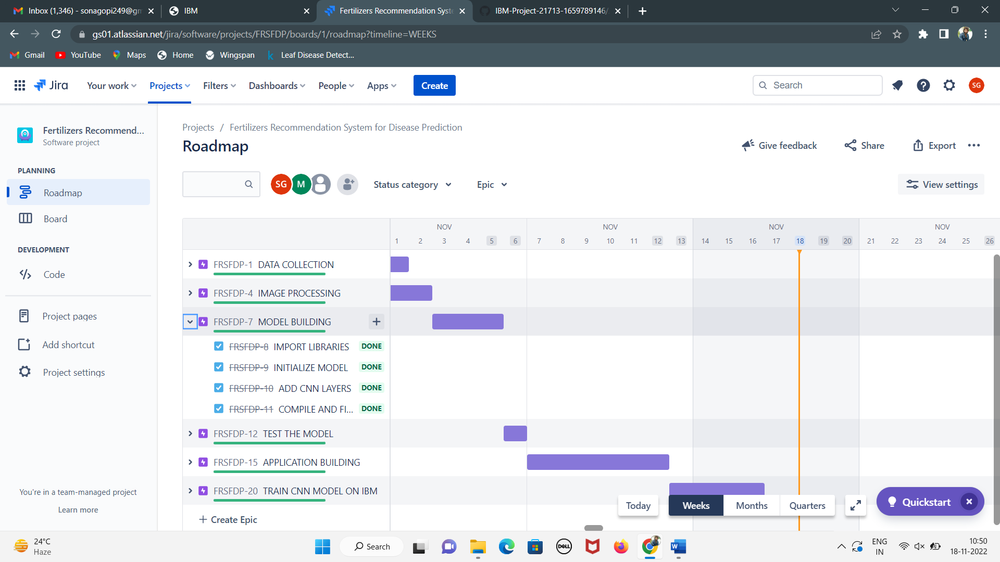 Inbox (1,346) - sonagopi249@gm
IBM
Fertilizers Recommendation Syste
IBM-Project-21713-1659789146/
gs01.atlassian.net/jira/software/projects/FRSFDP/boards/1/roadmap?timeline=WEEKS
Gmail
YouTube
Maps
Home
Wingspan
k Leaf Disease Detect...
Jira
Your work
Projects
Filters
Dashboards
People
Apps
Create
Search
SG
Fertilizers Recommend...
Software project
PLANNING
Roadmap
Board
DEVELOPMENT
Code
Project pages
Add shortcut
Project settings
You're in a team-managed project
Learn more
Projects / Fertilizers Recommendation System for Disease Prediction
Roadmap
Give feedback
Share
Export
SG M
Status category
Epic
View settings
NOV NOV NOV NOV
1 2 3 4 5 6 7 8 9 10 11 12 13 14 15 16 17 18 19 20 21 22 23 24 25 26
FRSFDP-1 DATA COLLECTION
FRSFDP-4 IMAGE PROCESSING
FRSFDP-7 MODEL BUILDING
FRSFDP-8 IMPORT LIBRARIES DONE
FRSFDP-9 INITIALIZE MODEL DONE
FRSFDP-10 ADD CNN LAYERS DONE
FRSFDP-11 COMPILE AND FI... DONE
FRSFDP-12 TEST THE MODEL
FRSFDP-15 APPLICATION BUILDING
FRSFDP-20 TRAIN CNN MODEL ON IBM
+ Create Epic
Today
Weeks
Months
Quarters
Quickstart
24°C
Haze
Search
DELL
W
ENG
IN
10:50
18-11-2022